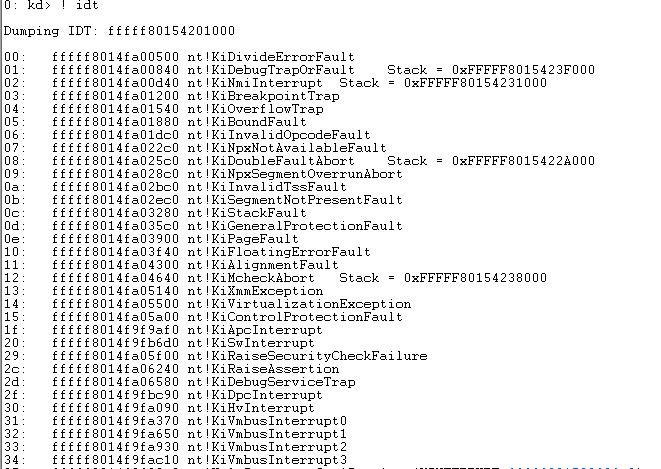 0: kd> ! idt
Dumping IDT: fffff80154201000
00: fffff8014fa00500 nt!KiDivideErrorFault
01: fffff8014fa00840 nt!KiDebugTrapOrFault Stack = 0xFFFFF8015423F000
02: fffff8014fa00d40 nt!KiNmiInterrupt Stack = 0xFFFFF80154231000
03: fffff8014fa01200 nt!KiBreakpointTrap
04: fffff8014fa01540 nt!KiOverflowTrap
05: fffff8014fa01880 nt!KiBoundFault
06: fffff8014fa01dc0 nt!KiInvalidOpcodeFault
07: fffff8014fa022c0 nt!KiNpxNotAvailableFault
08: fffff8014fa025c0 nt!KiDoubleFaultAbort Stack = 0xFFFFF8015422A000
09: fffff8014fa028c0 nt!KiNpxSegmentOverrunAbort
0a: fffff8014fa02bc0 nt!KiInvalidTssFault
0b: fffff8014fa02ec0 nt!KiSegmentNotPresentFault
0c: fffff8014fa03280 nt!KiStackFault
0d: fffff8014fa035c0 nt!KiGeneralProtectionFault
0e: fffff8014fa03900 nt!KiPageFault
10: fffff8014fa03f40 nt!KiFloatingErrorFault
11: fffff8014fa04300 nt!KiAlignmentFault
12: fffff8014fa04640 nt!KiMcheckAbort Stack = 0xFFFFF80154238000
13: fffff8014fa05140 nt!KiXmmException
14: fffff8014fa05500 nt!KiVirtualizationException
15: fffff8014fa05a00 nt!KiControlProtectionFault
1f: fffff8014f9f9af0 nt!KiApcInterrupt
20: fffff8014f9fb6d0 nt!KiSwInterrupt
29: fffff8014fa05f00 nt!KiRaiseSecurityCheckFailure
2c: fffff8014fa06240 nt!KiRaiseAssertion
2d: fffff8014fa06580 nt!KiDebugServiceTrap
2f: fffff8014f9fbc90 nt!KiDpcInterrupt
30: fffff8014f9fa090 nt!KiHvInterrupt
31: fffff8014f9fa370 nt!KiVmbusInterrupt0
32: fffff8014f9fa650 nt!KiVmbusInterrupt1
33: fffff8014f9fa930 nt!KiVmbusInterrupt2
34: fffff8014f9fac10 nt!KiVmbusInterrupt3